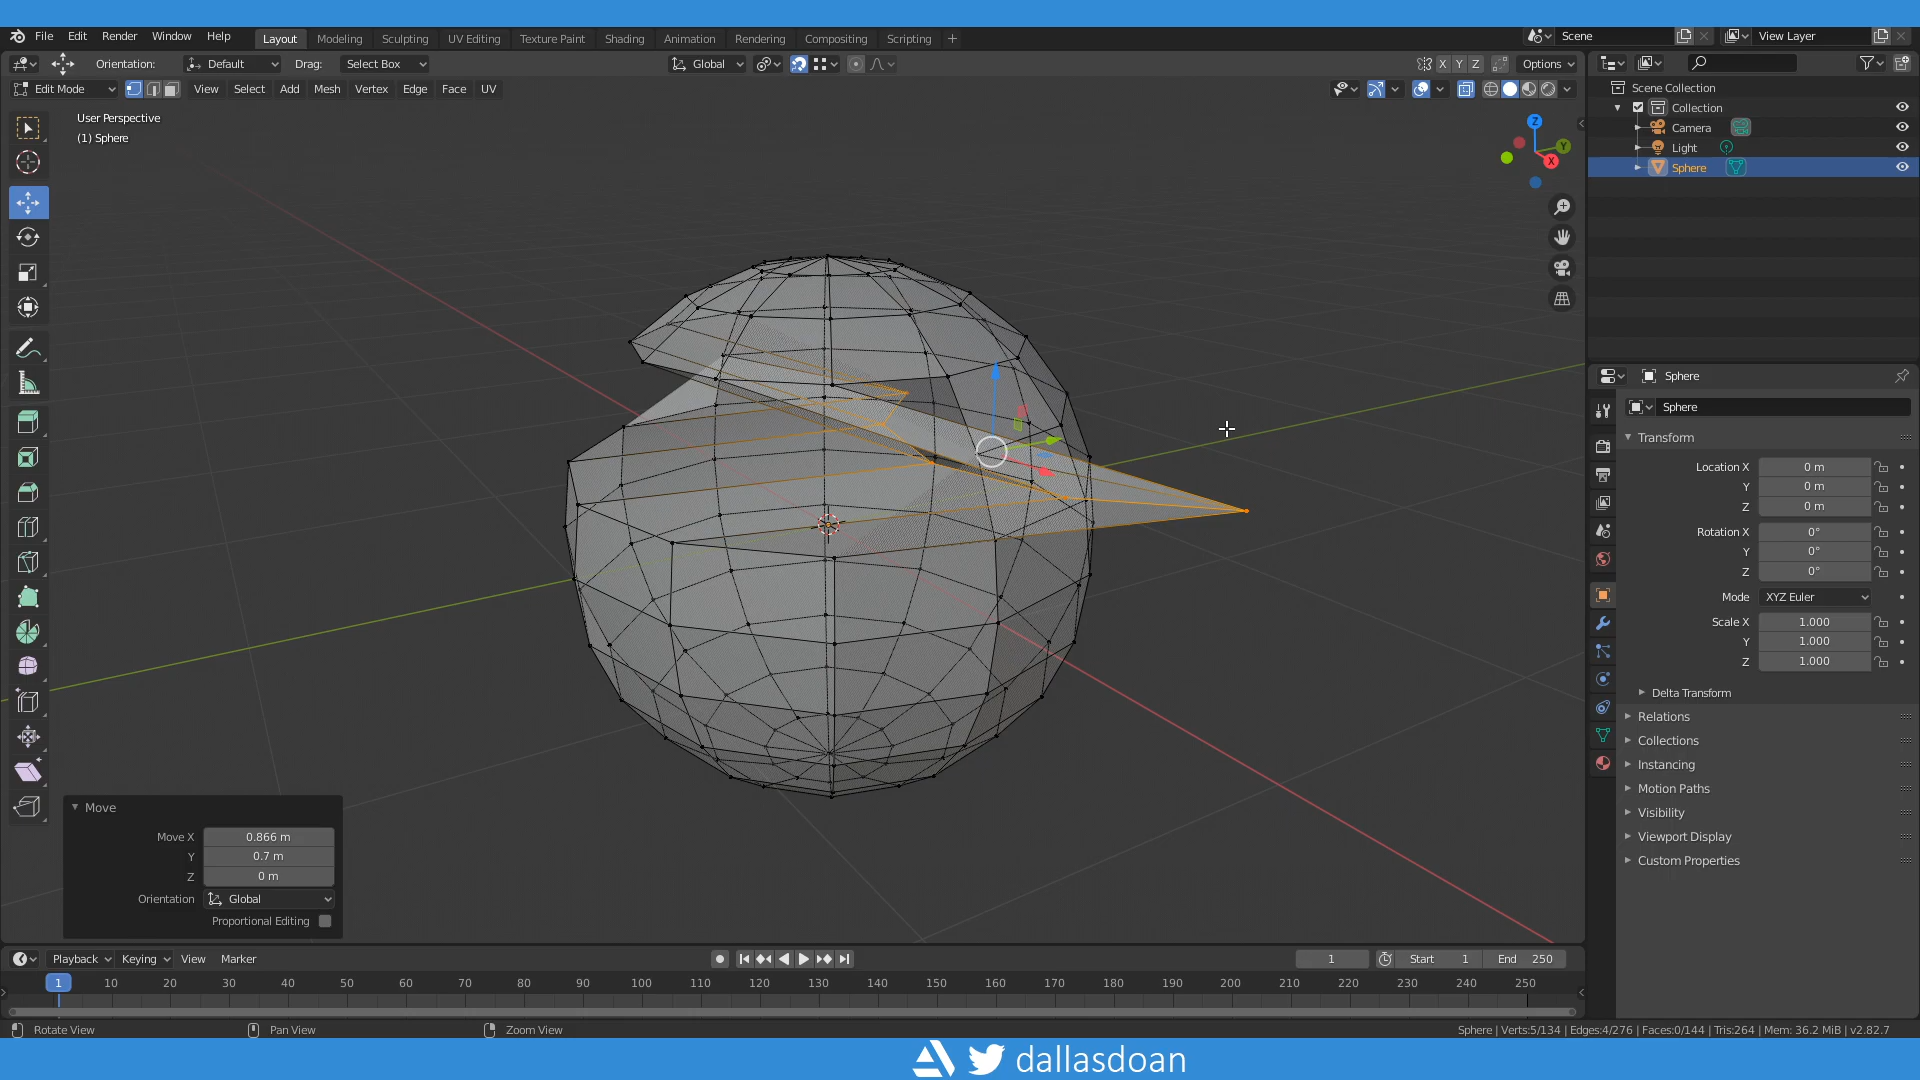 File Edit Render Window Help Layout Modeling Sculpting UV Editing Texture Paint Shading Animation Rendering Compositing Scripting + Scene View Layer
Orientation: Default Drag: Select Box Global X Y Z Options
Edit Mode View Select Add Mesh Vertex Edge Face UV
User Perspective
(1) Sphere
Z
Y
X
Scene Collection
Collection
Camera
Light
Sphere
Sphere
Sphere
Transform
Location X 0 m
Y 0 m
Z 0 m
Rotation X 0°
Y 0°
Z 0°
Mode XYZ Euler
Scale X 1.000
Y 1.000
Z 1.000
Delta Transform
Relations
Collections
Instancing
Motion Paths
Visibility
Viewport Display
Custom Properties
Move
Move X 0.866 m
Y 0.7 m
Z 0 m
Orientation Global
Proportional Editing
Playback Keying View Marker 1 Start 1 End 250
1 10 20 30 40 50 60 70 80 90 100 110 120 130 140 150 160 170 180 190 200 210 220 230 240 250
Rotate View Pan View Zoom View Sphere | Verts:5/134 | Edges:4/276 | Faces:0/144 | Tris:264 | Mem: 36.2 MiB | v2.82.7
dallasdoan